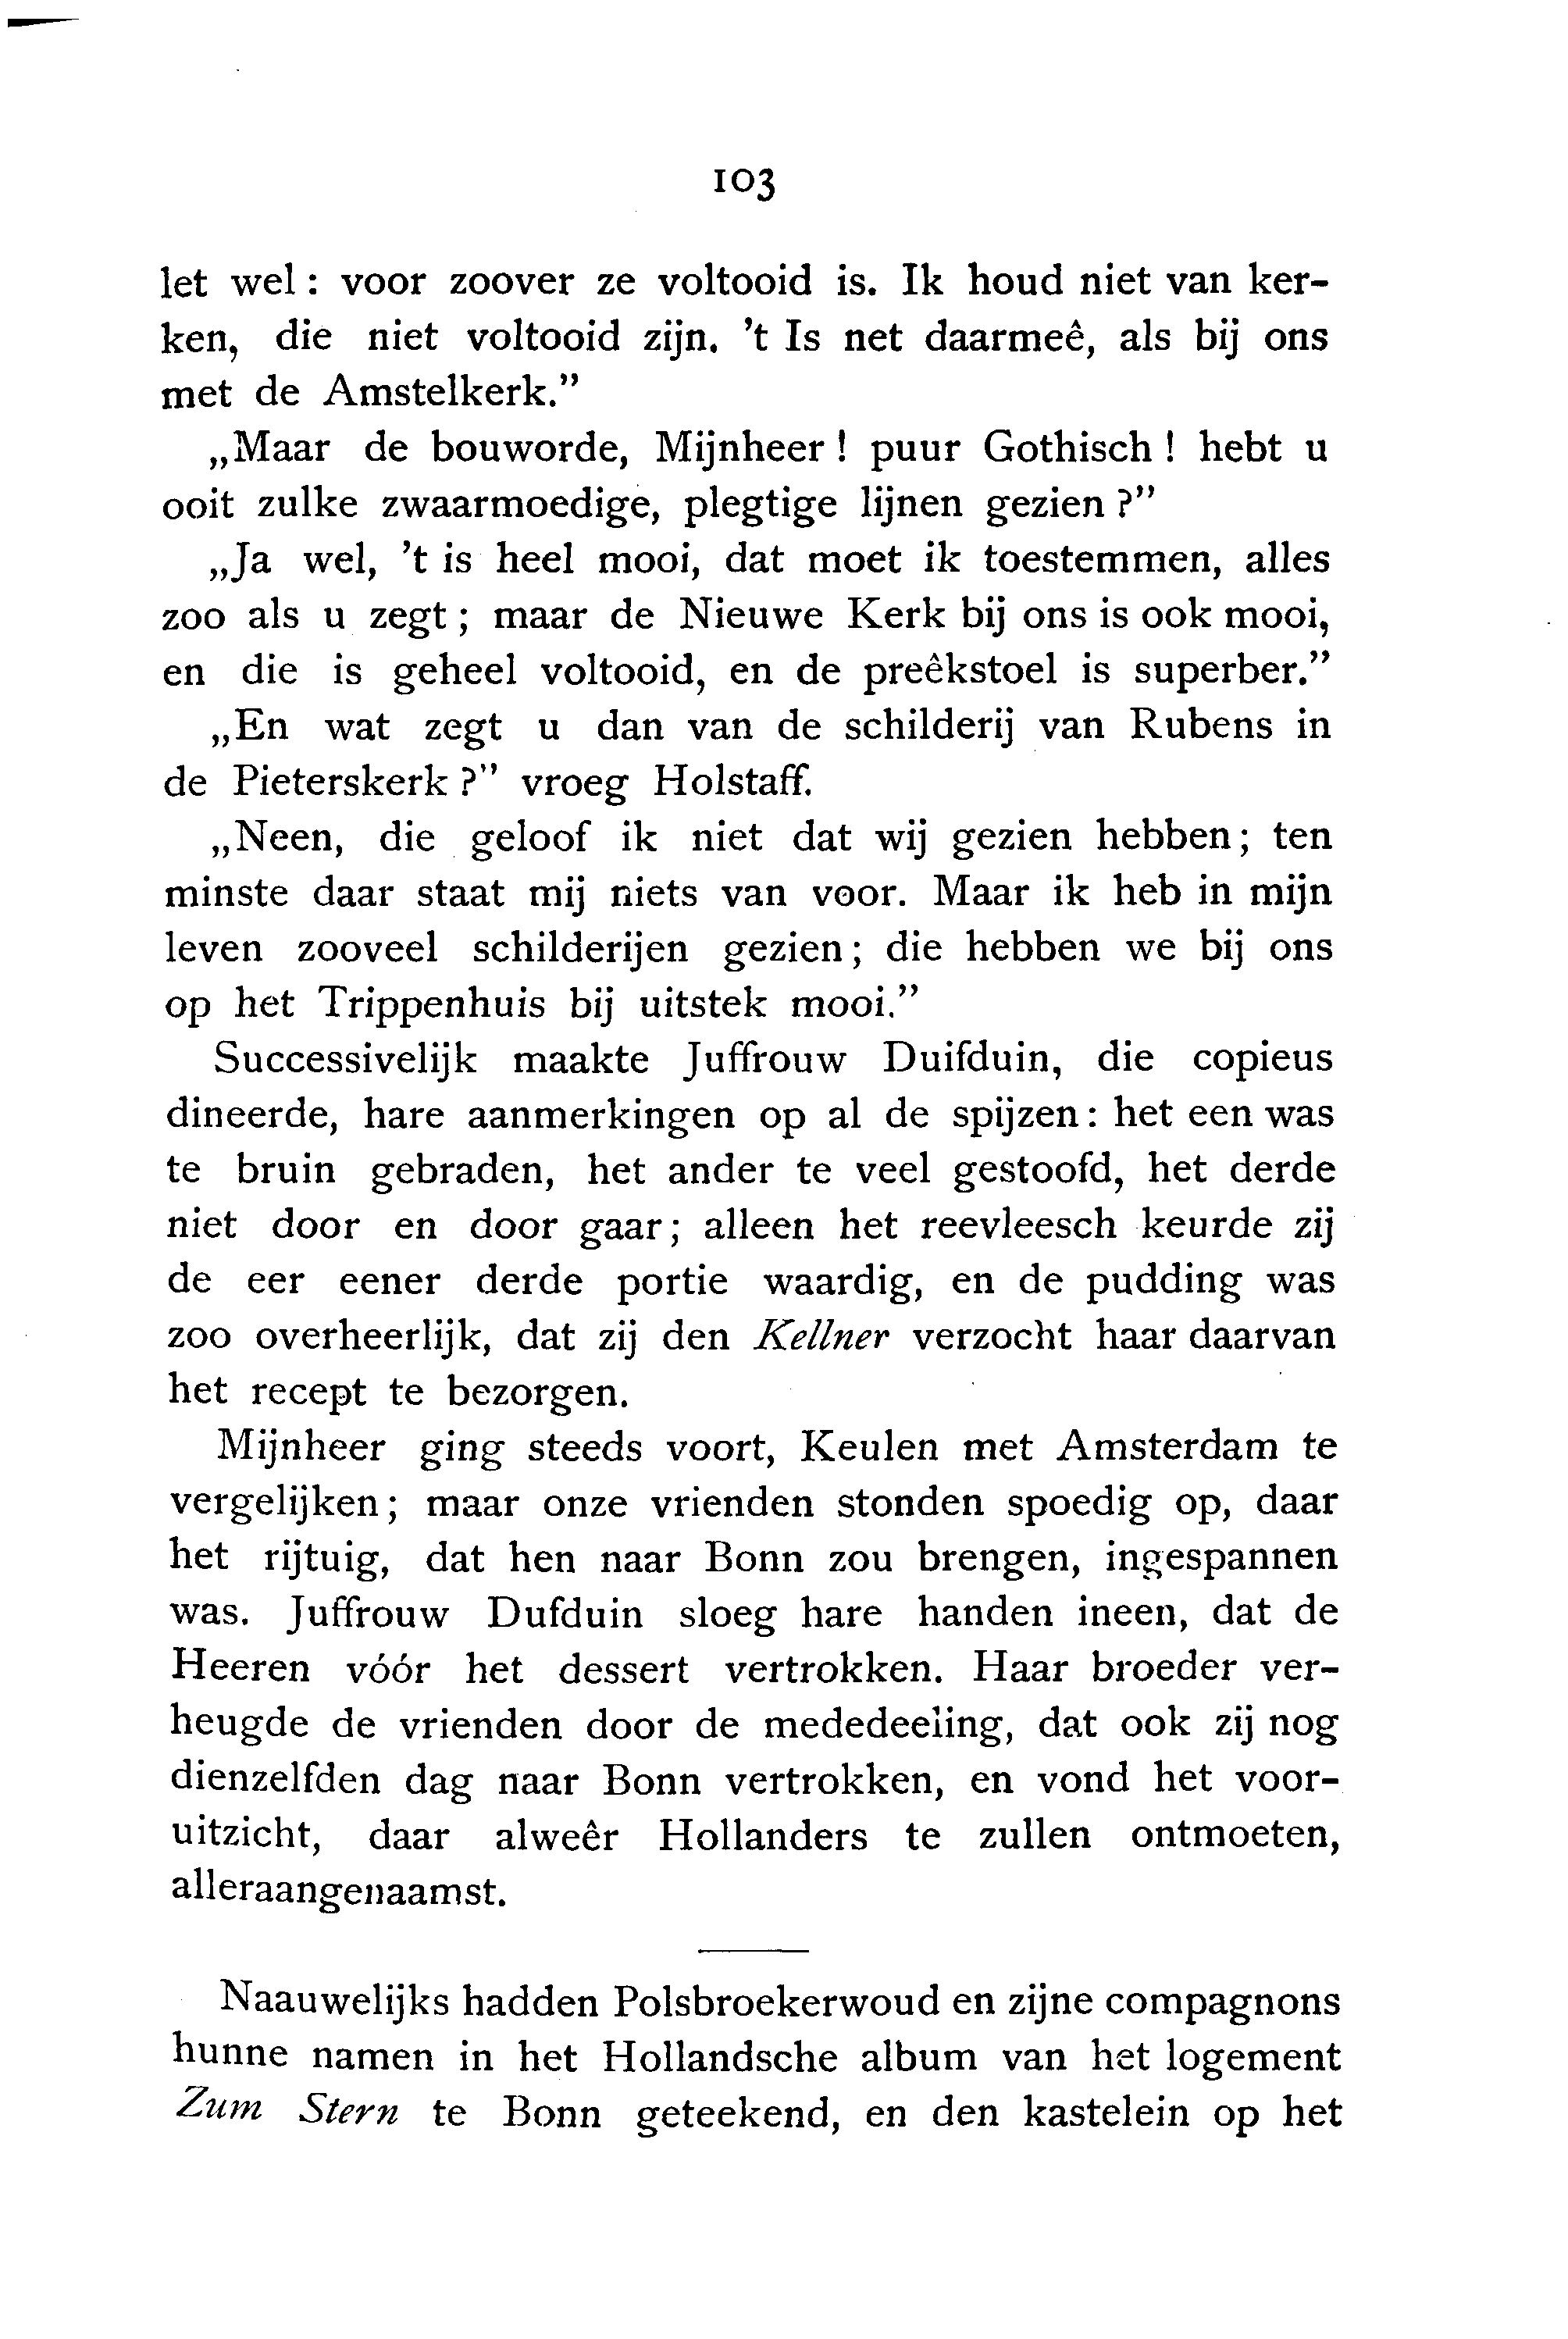 103
let wel : voor zoover ze voltooid is. Ik houd niet van ker-
ken, die niet voltooid zijn. ’t Is net daarmeê, als bij ons
met de Amstelkerk.”
„Maar de bouworde, Mijnheer ! puur Gothisch ! hebt u
ooit zulke zwaarmoedige, plegtige lijnen gezien ?”
„Ja wel, ’t is heel mooi, dat moet ik toestemmen, alles
zoo als u zegt ; maar de Nieuwe Kerk bij ons is ook mooi,
en die is geheel voltooid, en de preêkstoel is superber.”
„En wat zegt u dan van de schilderij van Rubens in
de Pieterskerk ?” vroeg Holstaff.
„Neen, die geloof ik niet dat wij gezien hebben ; ten
minste daar staat mij niets van voor. Maar ik heb in mijn
leven zooveel schilderijen gezien ; die hebben we bij ons
op het Trippenhuis bij uitstek mooi.”
Successivelijk maakte Juffrouw Duifduin, die copieus
dineerde, hare aanmerkingen op al de spijzen : het een was
te bruin gebraden, het ander te veel gestoofd, het derde
niet door en door gaar ; alleen het reevleesch keurde zij
de eer eener derde portie waardig, en de pudding was
zoo overheerlijk, dat zij den Kellner verzocht haar daarvan
het recept te bezorgen.
Mijnheer ging steeds voort, Keulen met Amsterdam te
vergelijken ; maar onze vrienden stonden spoedig op, daar
het rijtuig, dat hen naar Bonn zou brengen, ingespannen
was. Juffrouw Dufduin sloeg hare handen ineen, dat de
Heeren vóór het dessert vertrokken. Haar broeder ver-
heugde de vrienden door de mededeeling, dat ook zij nog
dienzelfden dag naar Bonn vertrokken, en vond het voor-
uitzicht, daar alweêr Hollanders te zullen ontmoeten,
alleraangenaamst.
Naauwelijks hadden Polsbroekerwoud en zijne compagnons
hunne namen in het Hollandsche album van het logement
Zum Stern te Bonn geteekend, en den kastelein op het